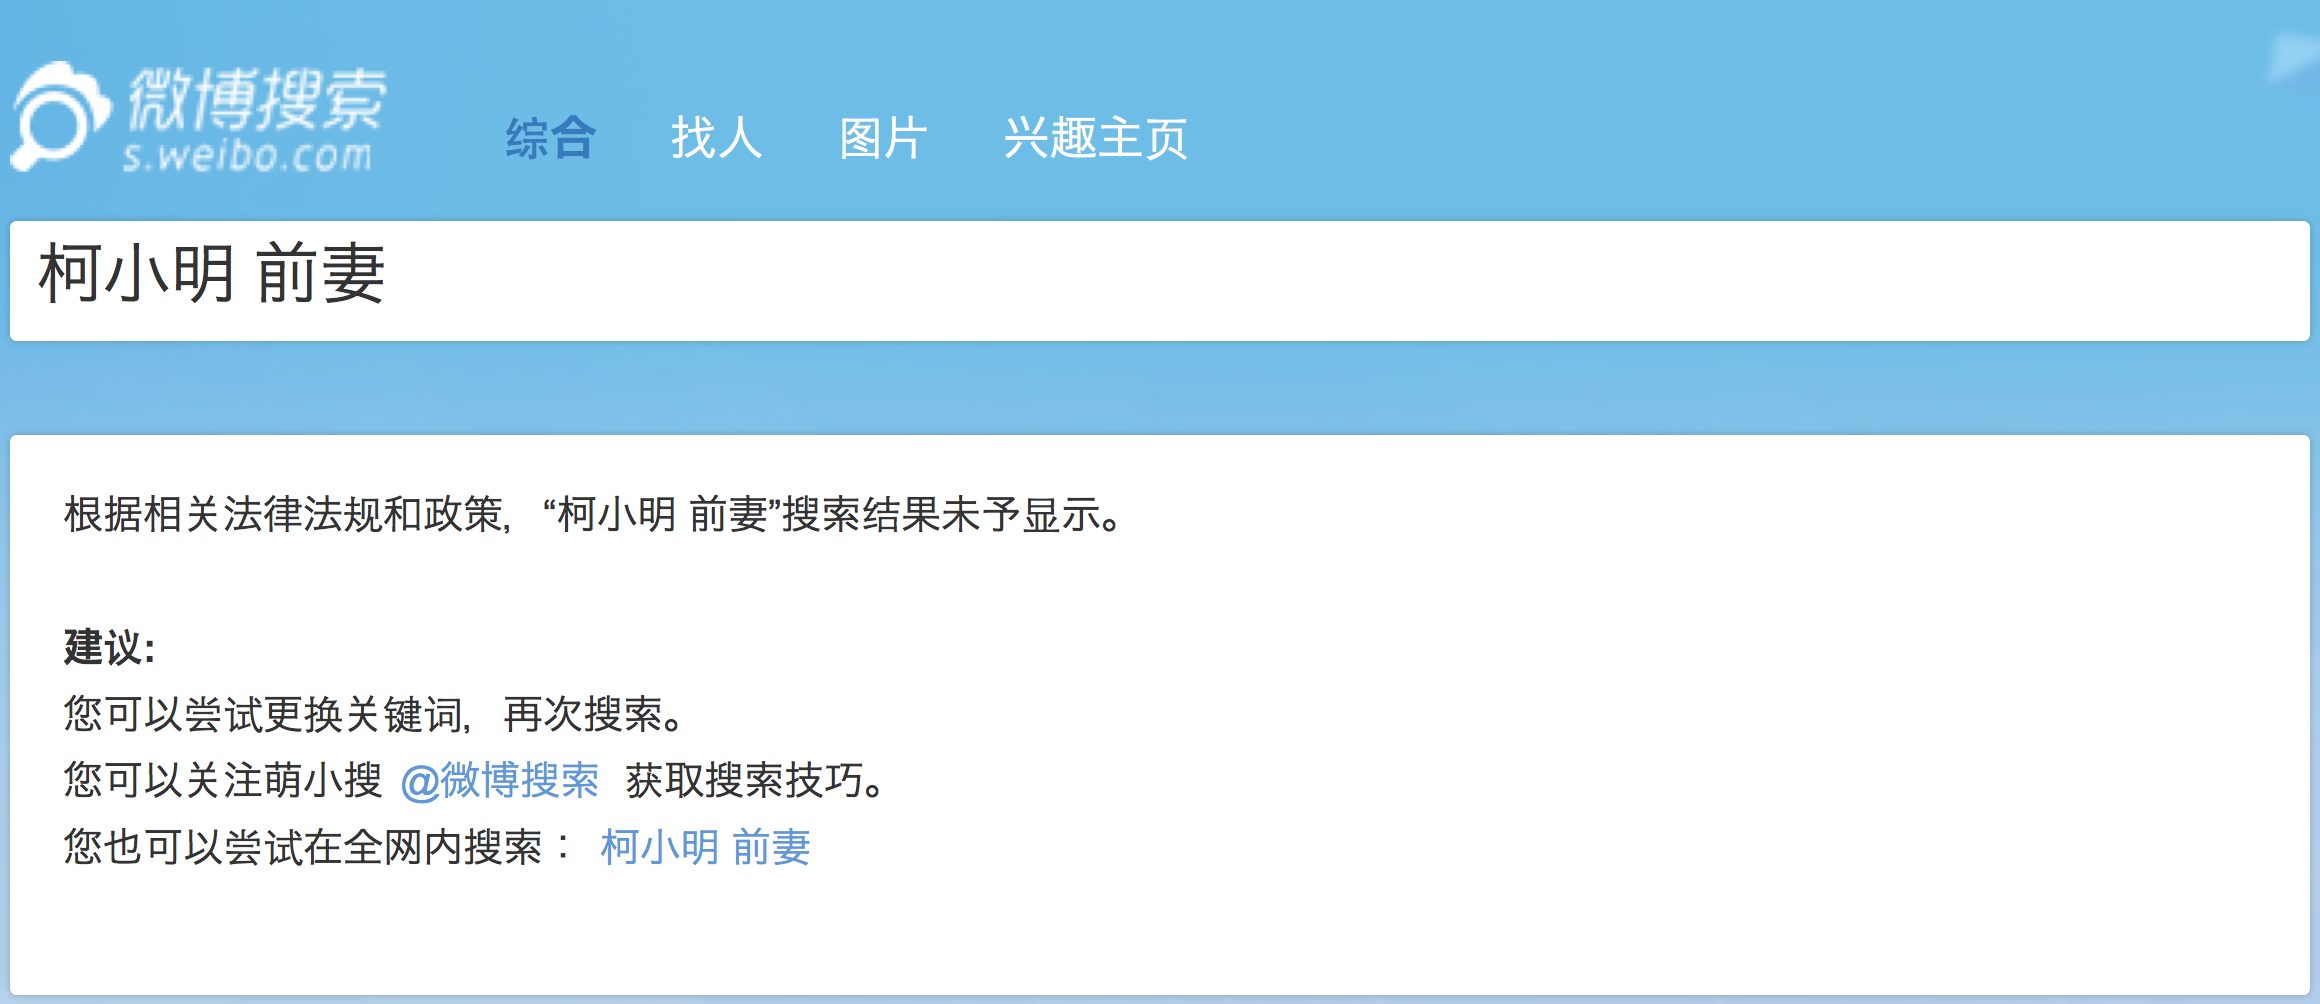 微博搜索
s.weibo.com
综合 找人 图片 兴趣主页
柯小明 前妻
根据相关法律法规和政策，“柯小明 前妻”搜索结果未予显示。
建议:
您可以尝试更换关键词，再次搜索。
您可以关注萌小搜 @微博搜索 获取搜索技巧。
您也可以尝试在全网内搜索： 柯小明 前妻